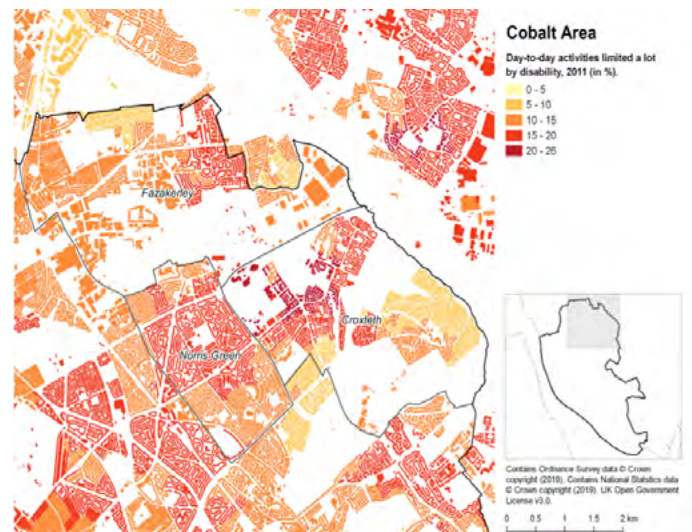 Cobalt Area
Day-to-day activities limited a lot
by disability, 2011 (in %).
0 - 5
5 - 10
10 - 15
15 - 20
20 - 26
Fazakerley
Croxteth
Norris Green
Contains Ordnance Survey data © Crown
copyright (2019). Contains National Statistics data
© Crown copyright (2019). UK Open Government
License v3.0.
0 0.5 1 1.5 2 km